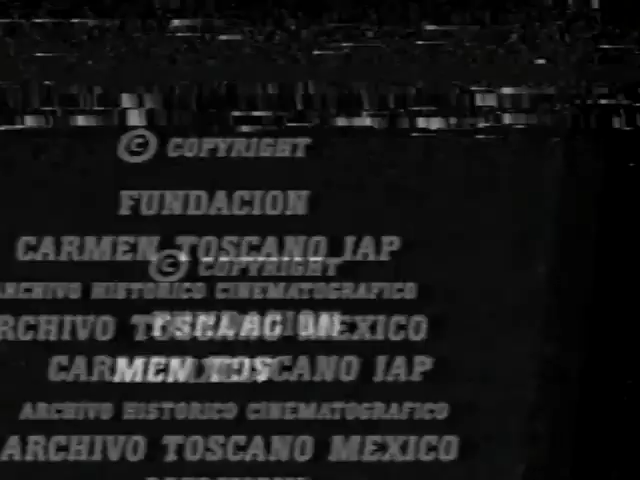 © COPYRIGHT
FUNDACION
CARMEN TOSCANO IAP
© COPYRIGHT
ARCHIVO HISTORICO CINEMATOGRAFICO
ARCHIVO TOSCANO MEXICO
FUNDACION
CARMEN TOSCANO IAP
ARCHIVO HISTORICO CINEMATOGRAFICO
ARCHIVO TOSCANO MEXICO